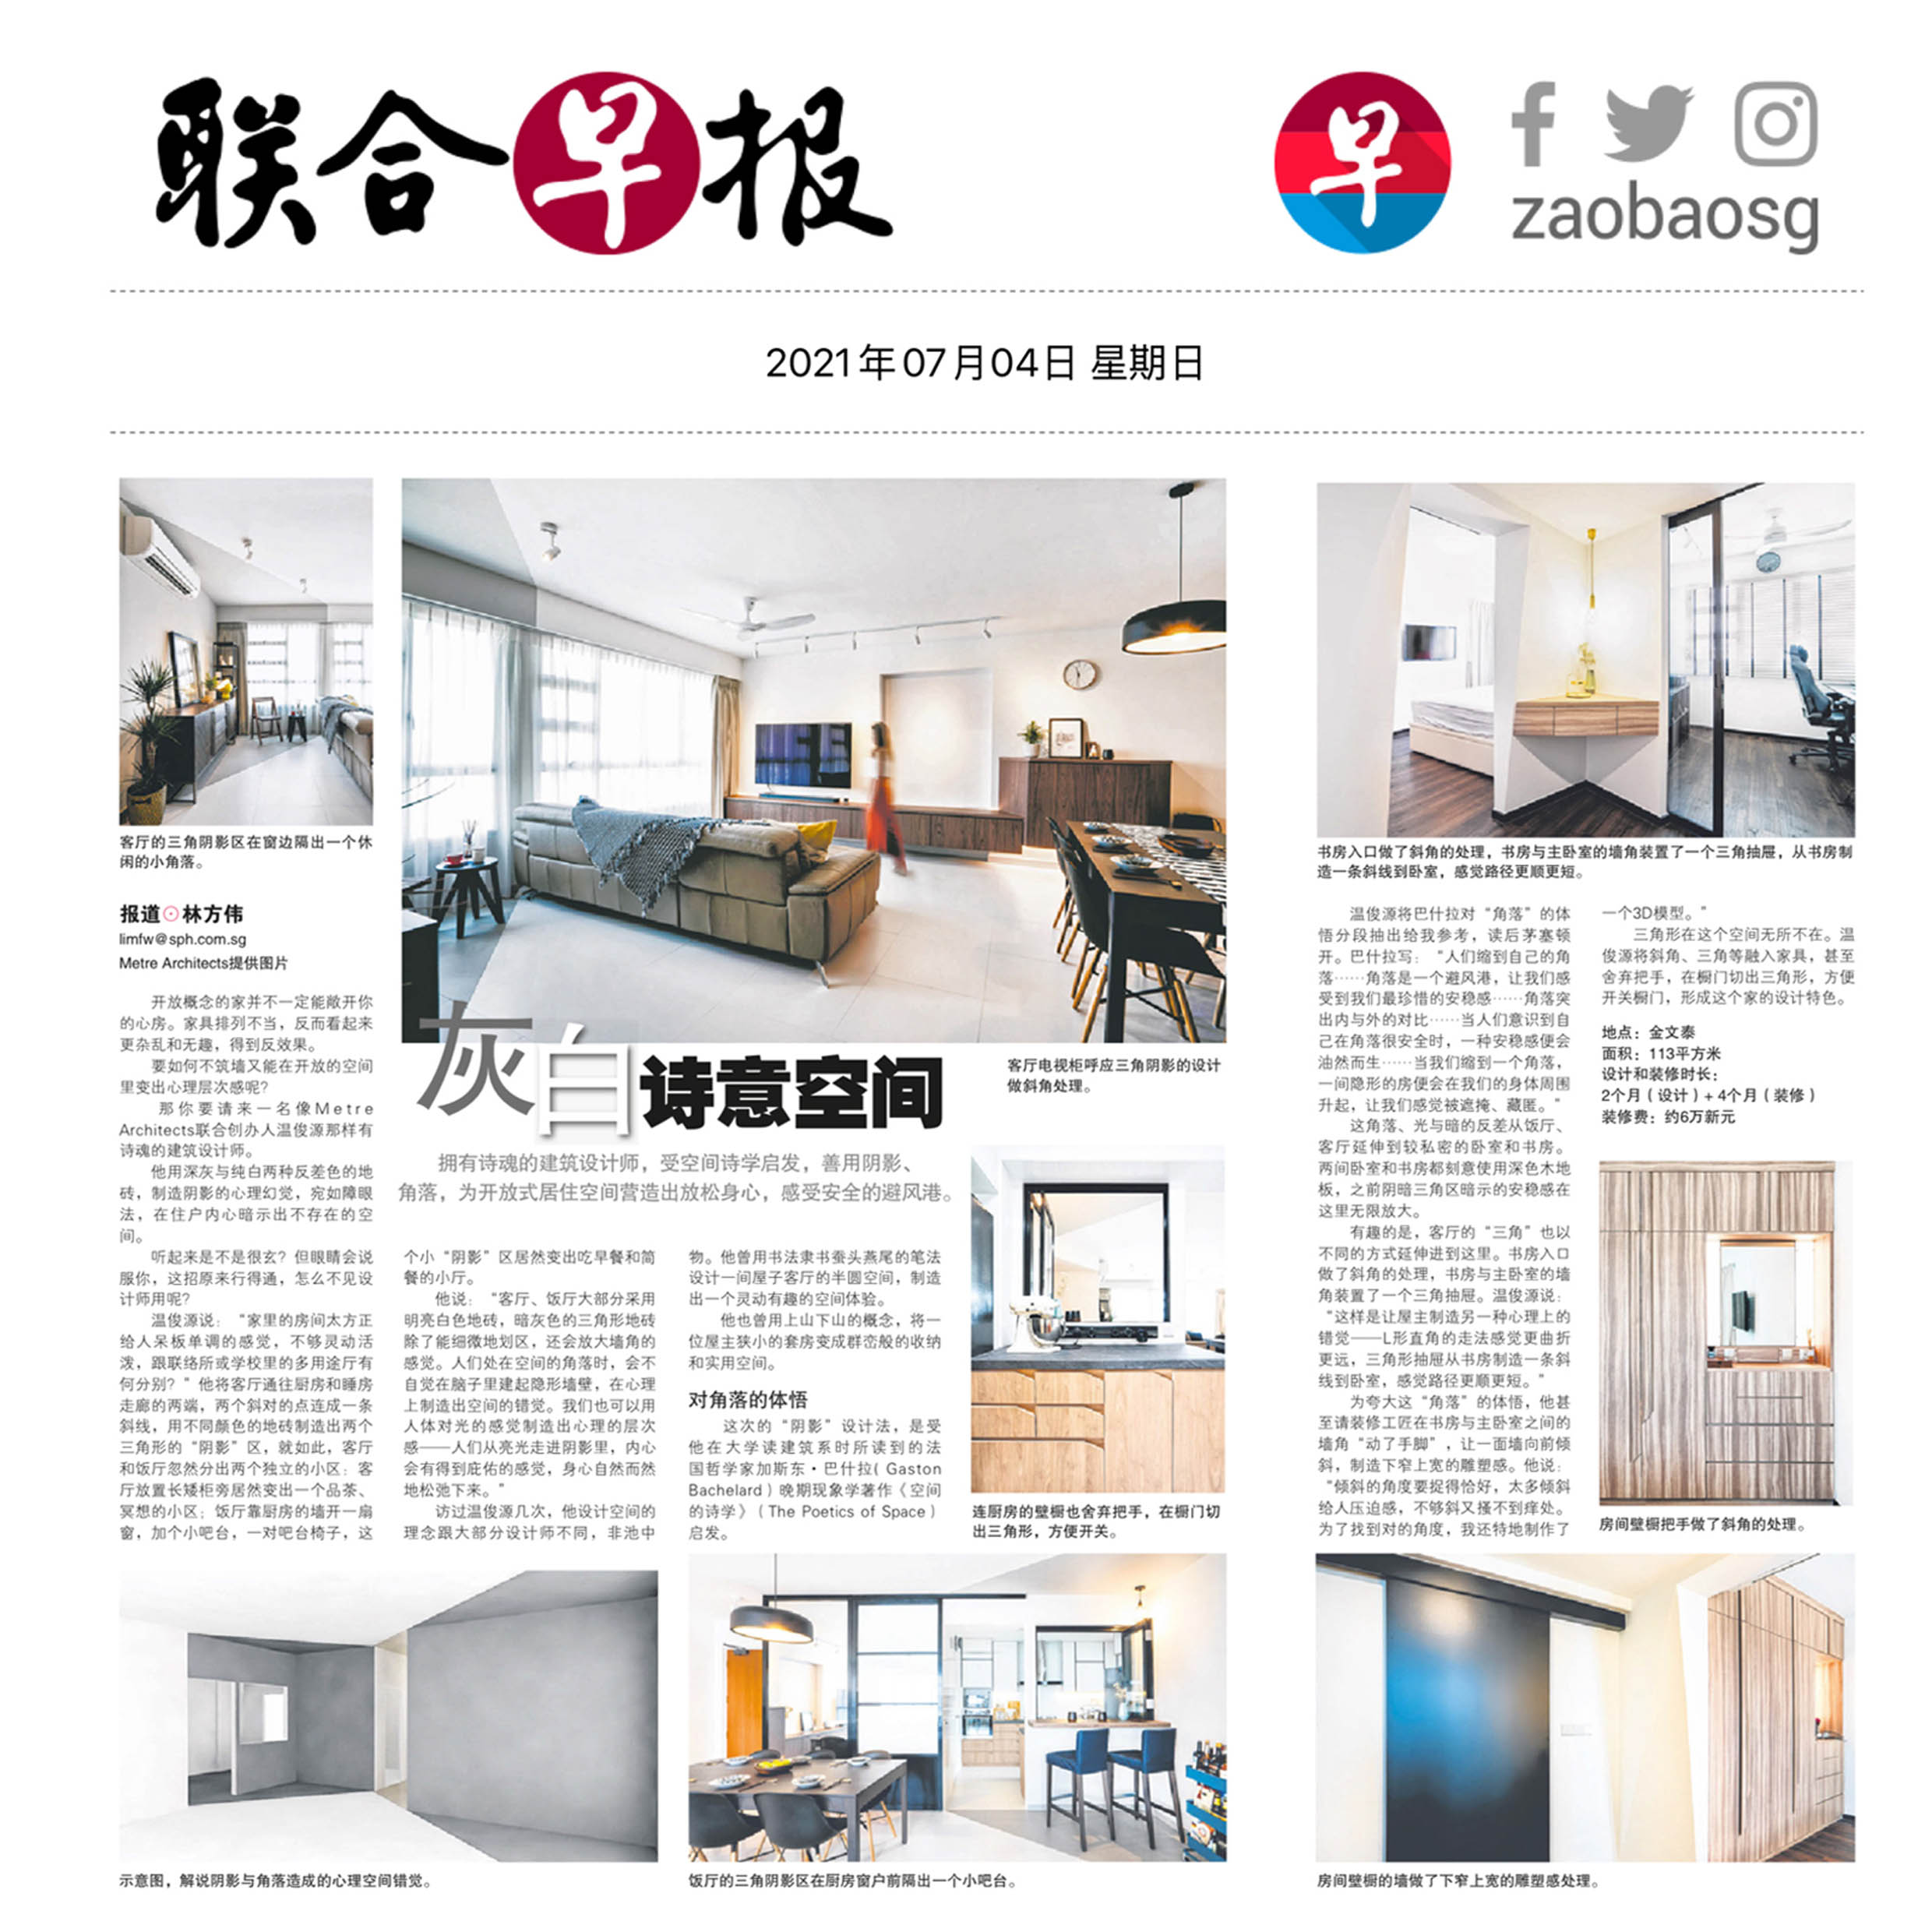 联合早报
早
zaobaosg
2021年07月04日 星期日
客厅的三角阴影区在窗边隔出一个休
闲的小角落。
报道⊙林方伟
limfw@sph.com.sg
Metre Architects提供图片
开放概念的家并不一定能敞开你
的心房。家具排列不当，反而看起来
更杂乱和无趣，得到反效果。
要如何不筑墙又能在开放的空间
里变出心理层次感呢？
那你要请来一名像Metre
Architects联合创办人温俊源那样有
诗魂的建筑设计师。
他用深灰与纯白两种反差色的地
砖，制造阴影的心理幻觉，宛如障眼
法，在住户内心暗示出不存在的空
间。
听起来是不是很玄？但眼睛会说
服你，这招原来行得通，怎么不见设
计师用呢？
温俊源说：“家里的房间太方正
给人呆板单调的感觉，不够灵动活
泼，跟联络所或学校里的多用途厅有
何分别？”他将客厅通往厨房和睡房
走廊的两端，两个斜对的点连成一条
斜线，用不同颜色的地砖制造出两个
三角形的“阴影”区，就如此，客厅
和饭厅忽然分出两个独立的小区：客
厅放置长矮柜旁居然变出一个品茶、
冥想的小区；饭厅靠厨房的墙开一扇
窗，加个小吧台，一对吧台椅子，这
客厅电视柜呼应三角阴影的设计
做斜角处理。
灰白诗意空间
拥有诗魂的建筑设计师，受空间诗学启发，善用阴影、
角落，为开放式居住空间营造出放松身心，感受安全的避风港。
个小“阴影”区居然变出吃早餐和简
餐的小厅。
他说：“客厅、饭厅大部分采用
明亮白色地砖，暗灰色的三角形地砖
除了能细微地划区，还会放大墙角的
感觉。人们处在空间的角落时，会不
自觉在脑子里建起隐形墙壁，在心理
上制造出空间的错觉。我们也可以用
人体对光的感觉制造出心理的层次
感——人们从亮光走进阴影里，内心
会有得到庇佑的感觉，身心自然而然
地松弛下来。”
访过温俊源几次，他设计空间的
理念跟大部分设计师不同，非池中
物。他曾用书法隶书蚕头燕尾的笔法
设计一间屋子客厅的半圆空间，制造
出一个灵动有趣的空间体验。
他也曾用上山下山的概念，将一
位屋主狭小的套房变成群峦般的收纳
和实用空间。
对角落的体悟
这次的“阴影”设计法，是受
他在大学读建筑系时所读到的法
国哲学家加斯东·巴什拉（Gaston
Bachelard）晚期现象学著作《空间
的诗学》（The Poetics of Space）
启发。
连厨房的壁橱也舍弃把手，在橱门切
出三角形，方便开关。
示意图，解说阴影与角落造成的心理空间错觉。
饭厅的三角阴影区在厨房窗户前隔出一个小吧台。
书房入口做了斜角的处理，书房与主卧室的墙角装置了一个三角抽屉，从书房制
造一条斜线到卧室，感觉路径更顺更短。
温俊源将巴什拉对“角落”的体
悟分段抽出给我参考，读后茅塞顿
开。巴什拉写：“人们缩到自己的角
落……角落是一个避风港，让我们感
受到我们最珍惜的安稳感……角落突
出内与外的对比……当人们意识到自
己在角落很安全时，一种安稳感便会
油然而生……当我们缩到一个角落，
一间隐形的房便会在我们的身体周围
升起，让我们感觉被遮掩、藏匿。”
这角落、光与暗的反差从饭厅、
客厅延伸到较私密的卧室和书房。
两间卧室和书房都刻意使用深色木地
板，之前阴暗三角区暗示的安稳感在
这里无限放大。
有趣的是，客厅的“三角”也以
不同的方式延伸进到这里。书房入口
做了斜角的处理，书房与主卧室的墙
角装置了一个三角抽屉。温俊源说：
“这样是让屋主制造另一种心理上的
错觉——L形直角的走法感觉更曲折
更远，三角形抽屉从书房制造一条斜
线到卧室，感觉路径更顺更短。”
为夸大这“角落”的体悟，他甚
至请装修工匠在书房与主卧室之间的
墙角“动了手脚”，让一面墙向前倾
斜，制造下窄上宽的雕塑感。他说：
“倾斜的角度要捉得恰好，太多倾斜
给人压迫感，不够斜又搔不到痒处。
为了找到对的角度，我还特地制作了
一个3D模型。”
三角形在这个空间无所不在。温
俊源将斜角、三角等融入家具，甚至
舍弃把手，在橱门切出三角形，方便
开关橱门，形成这个家的设计特色。
地点：金文泰
面积：113平方米
设计和装修时长：
2个月（设计）+ 4个月（装修）
装修费：约6万新元
房间壁橱把手做了斜角的处理。
房间壁橱的墙做了下窄上宽的雕塑感处理。